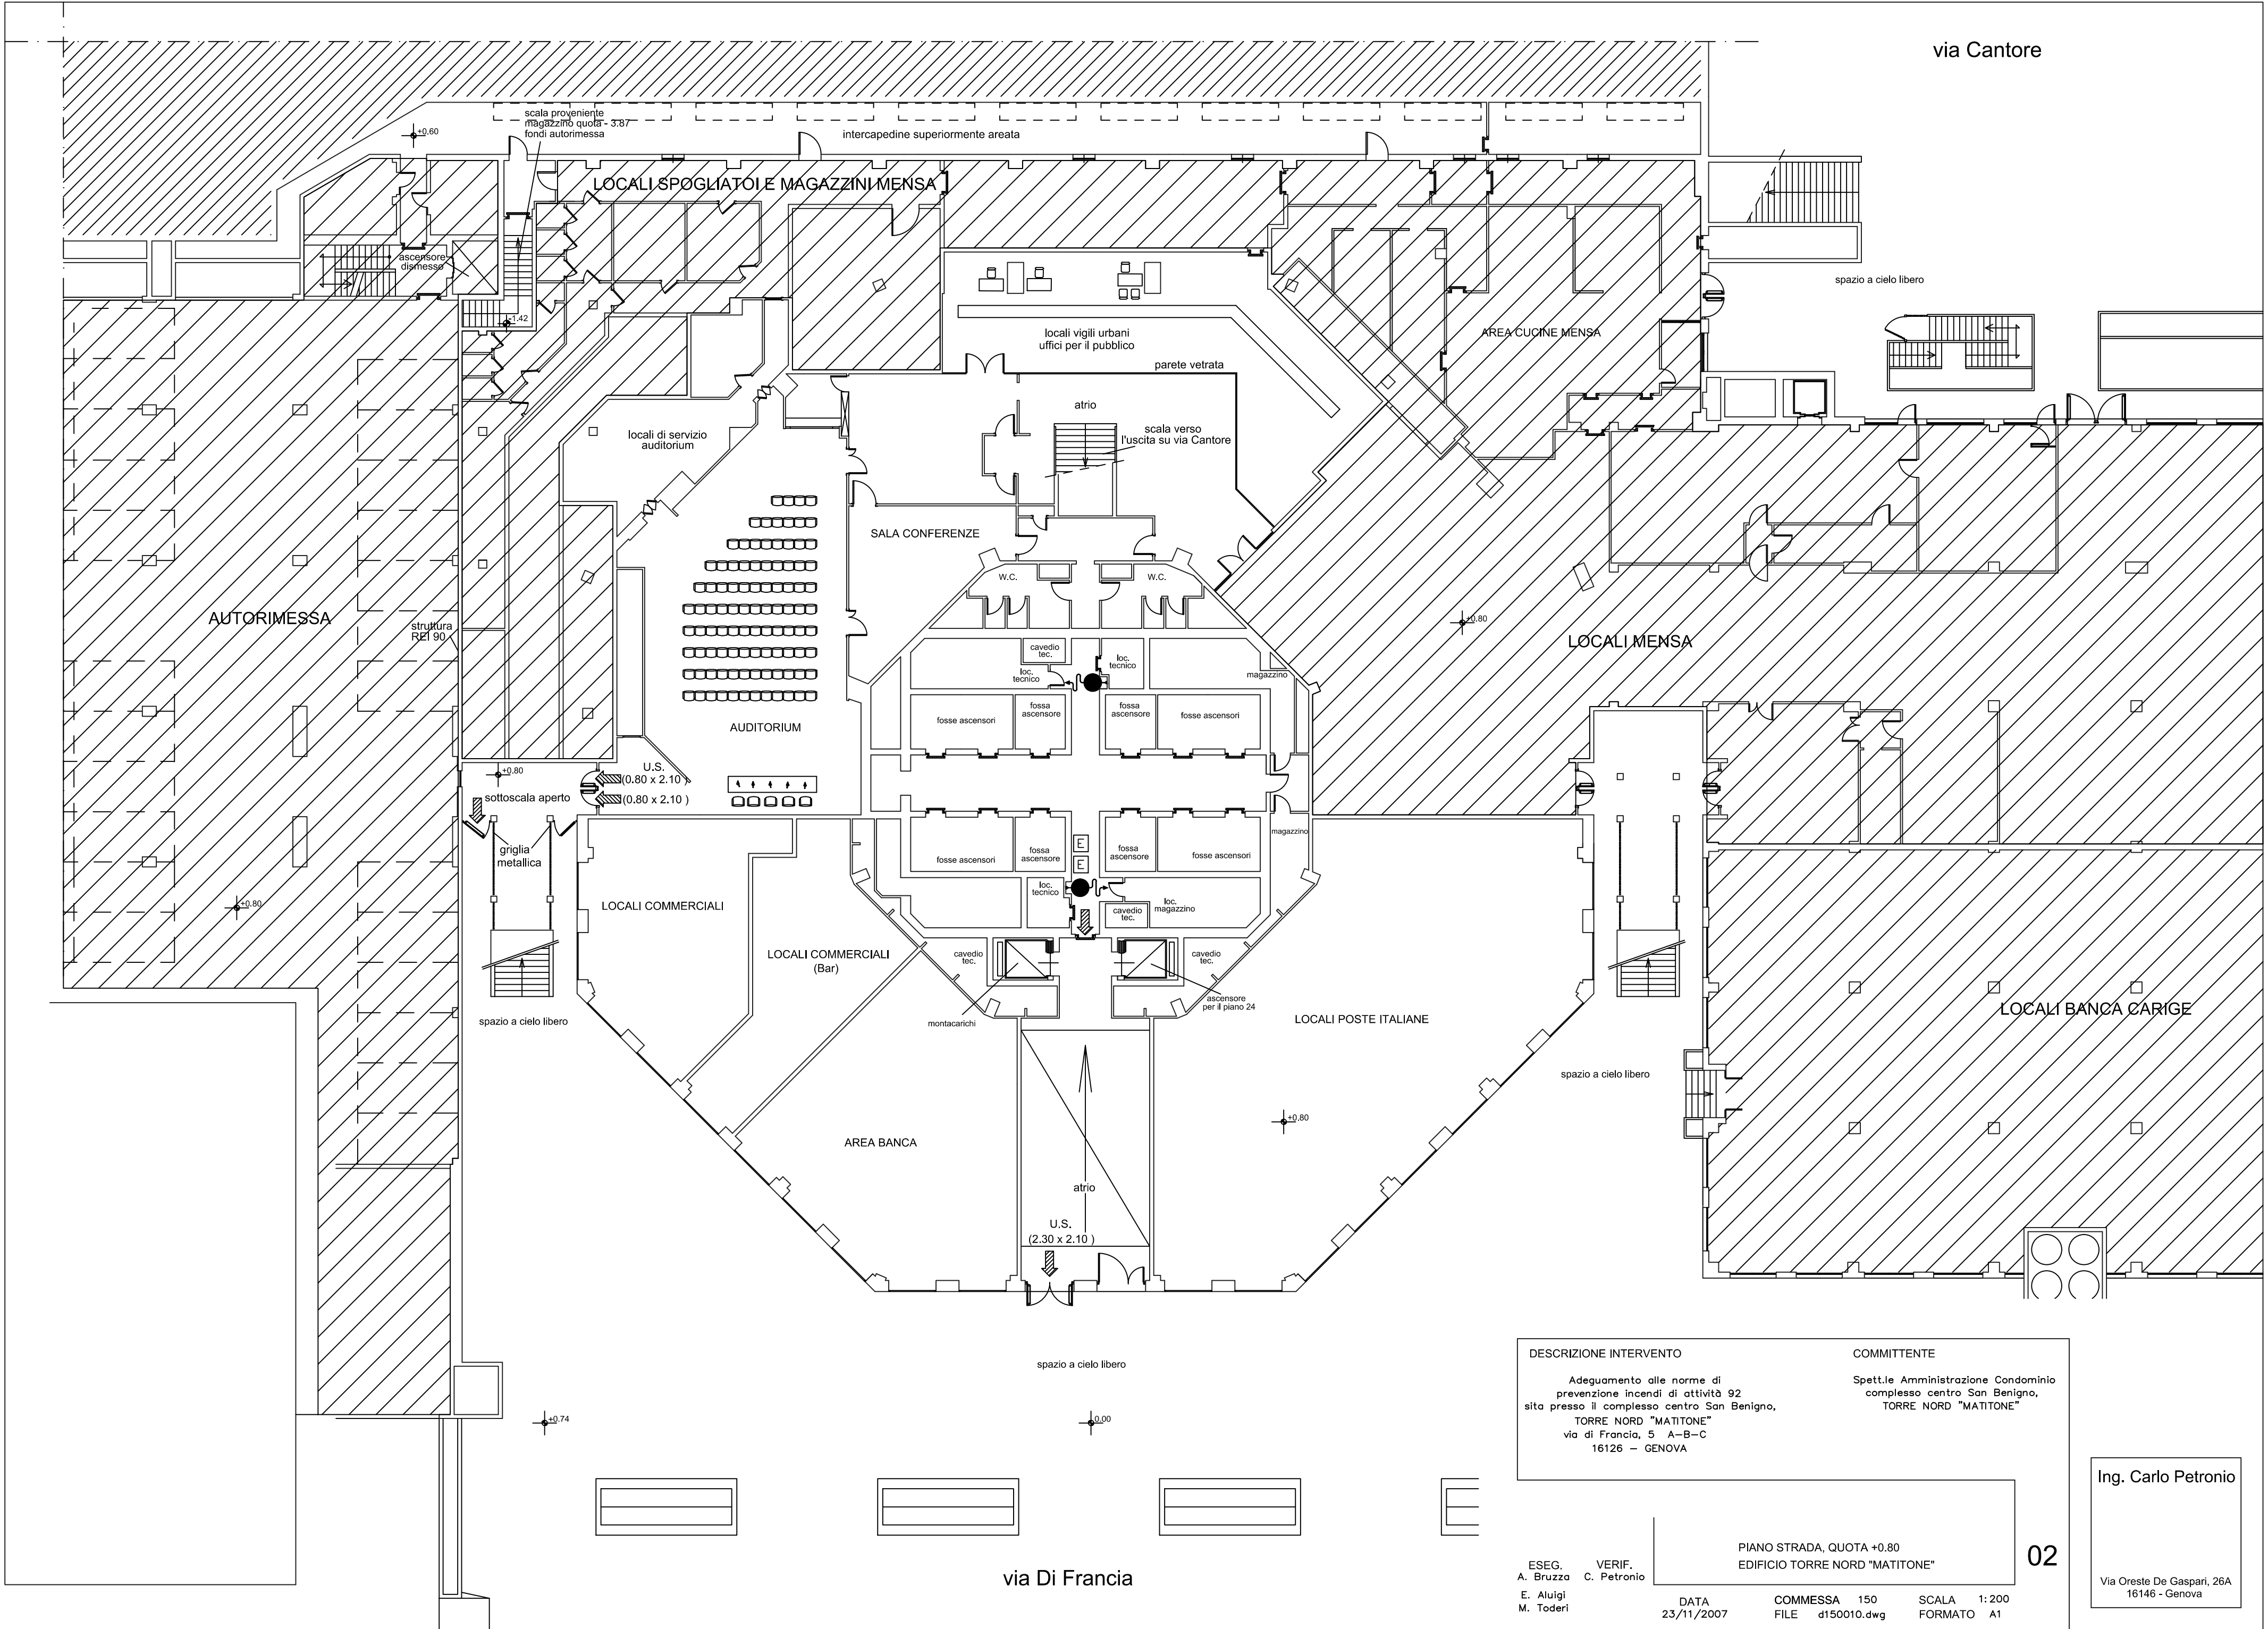 via Cantore
+0.60
scala proveniente
magazzino quota - 3.87
fondi autorimessa
intercapedine superiormente areata
LOCALI SPOGLIATOI E MAGAZZINI MENSA
ascensore
dismesso
-1.42
spazio a cielo libero
locali vigili urbani
uffici per il pubblico
AREA CUCINE MENSA
parete vetrata
atrio
scala verso
l'uscita su via Cantore
locali di servizio
auditorium
SALA CONFERENZE
W.C.
W.C.
AUTORIMESSA
struttura
REI 90
+0.80
LOCALI MENSA
cavedio
tec.
loc.
tecnico
loc.
tecnico
magazzino
fosse ascensori
fossa
ascensore
fossa
ascensore
fosse ascensori
AUDITORIUM
+0.80
U.S.
(0.80 x 2.10 )
(0.80 x 2.10 )
sottoscala aperto
griglia
metallica
magazzino
E
E
fosse ascensori
fossa
ascensore
fossa
ascensore
fosse ascensori
loc.
tecnico
loc.
magazzino
cavedio
tec.
+0.80
LOCALI COMMERCIALI
LOCALI COMMERCIALI
(Bar)
cavedio
tec.
cavedio
tec.
montacarichi
ascensore
per il piano 24
LOCALI POSTE ITALIANE
LOCALI BANCA CARIGE
spazio a cielo libero
spazio a cielo libero
+0.80
AREA BANCA
atrio
U.S.
(2.30 x 2.10 )
spazio a cielo libero
+0.74
0.00
via Di Francia
DESCRIZIONE INTERVENTO
Adeguamento alle norme di
prevenzione incendi di attività 92
sita presso il complesso centro San Benigno,
TORRE NORD "MATITONE"
via di Francia, 5 A-B-C
16126 - GENOVA
COMMITTENTE
Spett.le Amministrazione Condominio
complesso centro San Benigno,
TORRE NORD "MATITONE"
PIANO STRADA, QUOTA +0.80
EDIFICIO TORRE NORD "MATITONE"
02
ESEG. VERIF.
A. Bruzza C. Petronio
E. Aluigi
M. Toderi
DATA
23/11/2007
COMMESSA 150
FILE d150010.dwg
SCALA 1:200
FORMATO A1
Ing. Carlo Petronio
Via Oreste De Gaspari, 26A
16146 - Genova